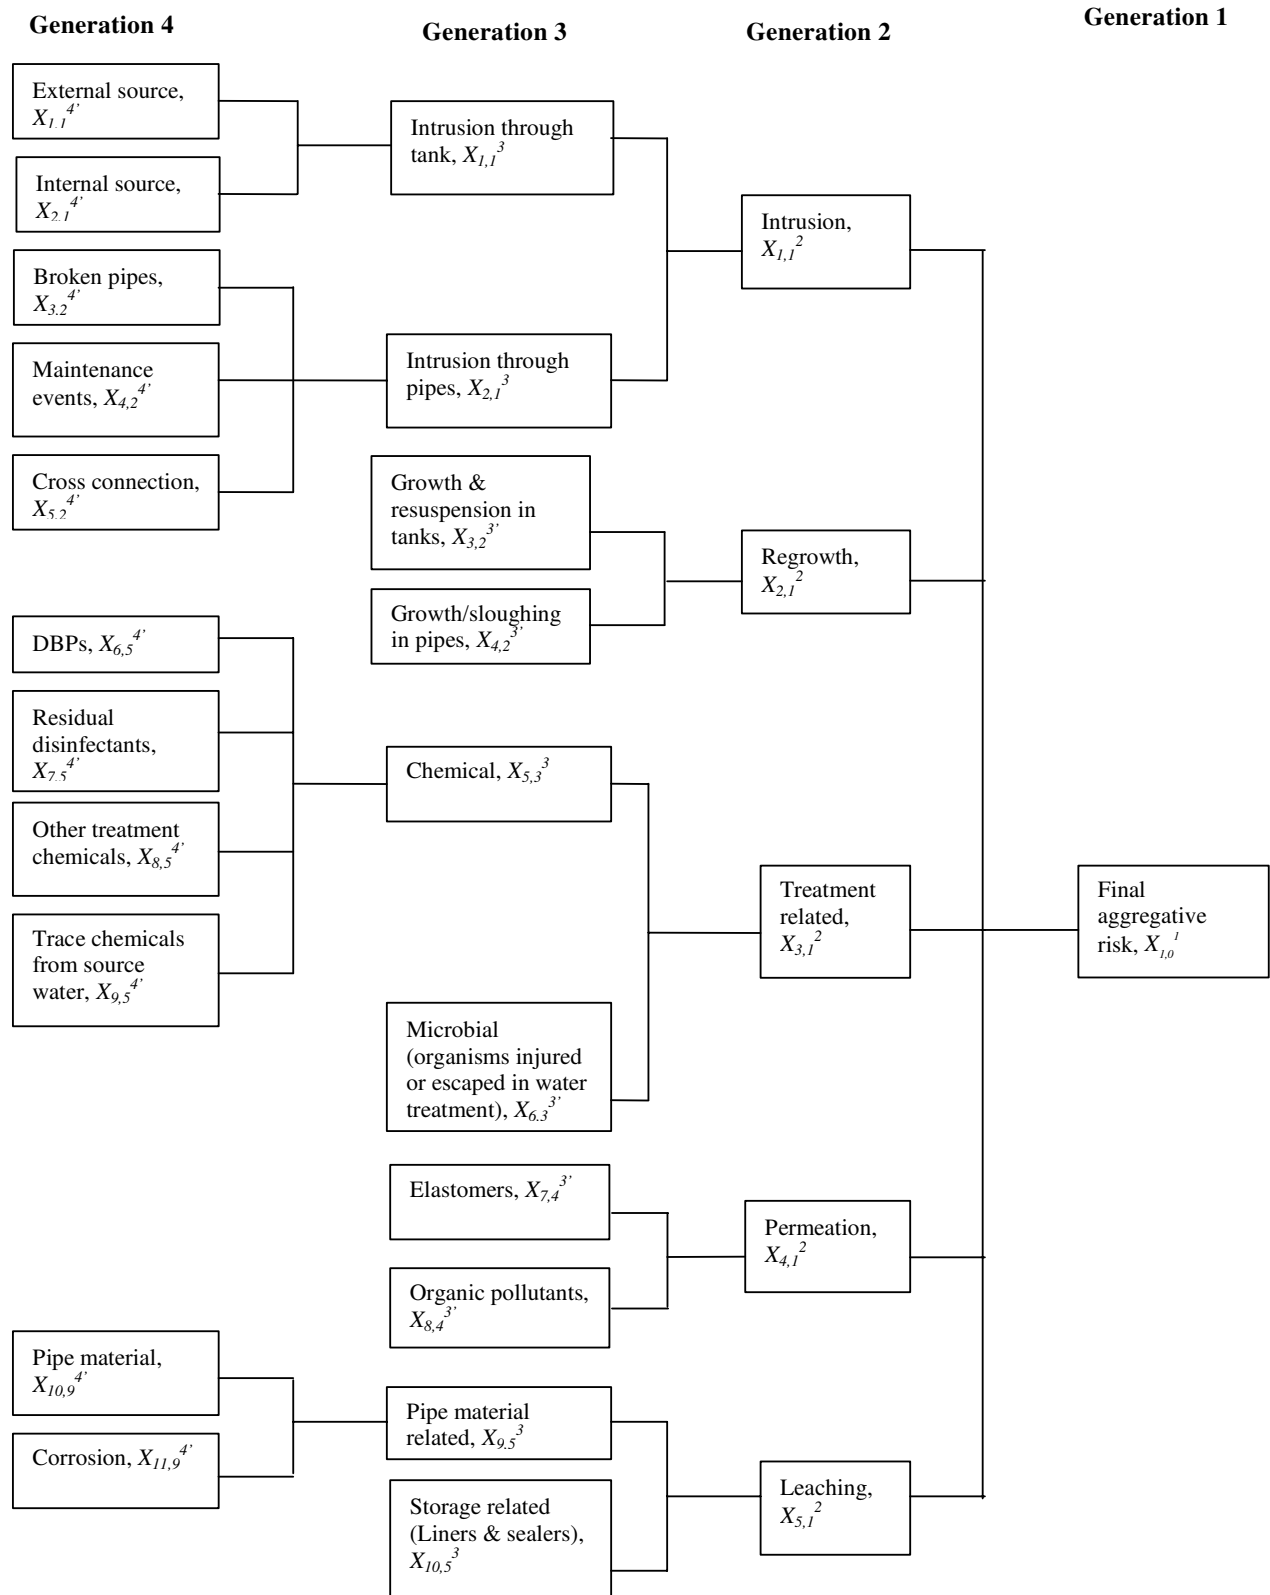 Generation 4
Generation 3
Generation 2
Generation 1
External source,
X1.1^4'
Internal source,
X2.1^4'
Broken pipes,
X3.2^4'
Maintenance
events, X4,2^4'
Cross connection,
X5.2^4'
DBPs, X6,5^4'
Residual
disinfectants,
X7.5^4'
Other treatment
chemicals, X8,5^4'
Trace chemicals
from source
water, X9,5^4'
Pipe material,
X10,9^4'
Corrosion, X11,9^4'
Intrusion through
tank, X1,1^3
Intrusion through
pipes, X2,1^3
Growth &
resuspension in
tanks, X3,2^3'
Growth/sloughing
in pipes, X4,2^3'
Chemical, X5,3^3
Microbial
(organisms injured
or escaped in water
treatment), X6.3^3'
Elastomers, X7,4^3'
Organic pollutants,
X8,4^3'
Pipe material
related, X9.5^3
Storage related
(Liners & sealers),
X10,5^3
Intrusion,
X1,1^2
Regrowth,
X2,1^2
Treatment
related,
X3,1^2
Permeation,
X4,1^2
Leaching,
X5,1^2
Final
aggregative
risk, X1,0^1